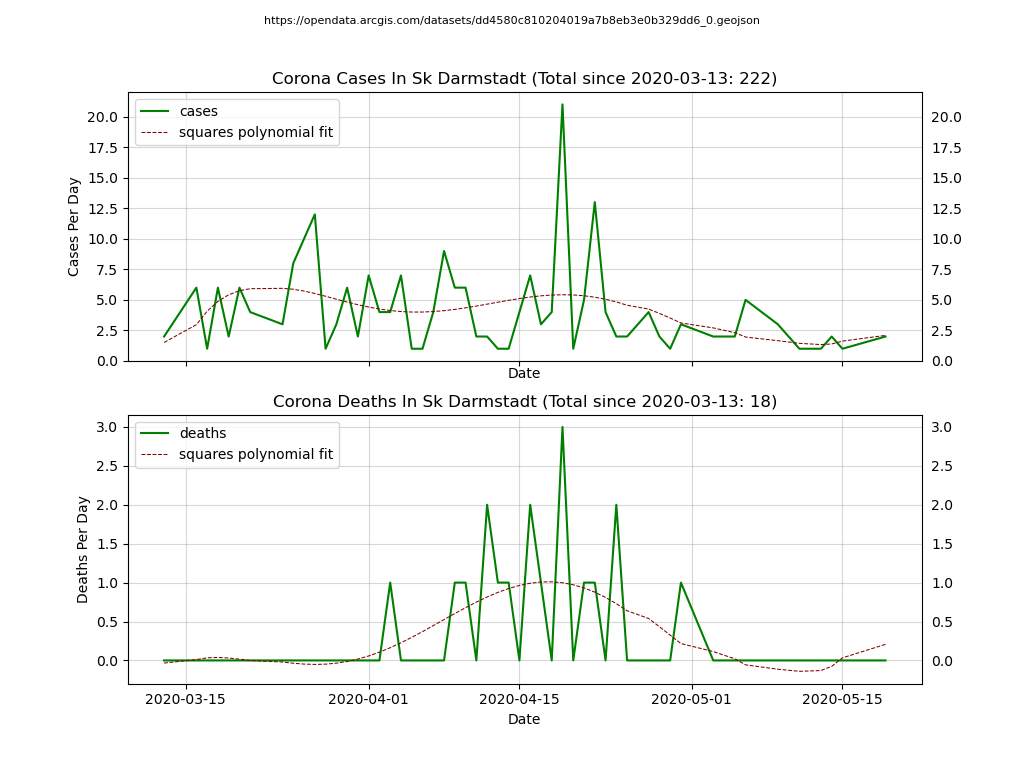 https://opendata.arcgis.com/datasets/dd4580c810204019a7b8eb3e0b329dd6_0.geojson
Corona Cases In Sk Darmstadt (Total since 2020-03-13: 222)
cases
squares polynomial fit
Cases Per Day
20.0
17.5
15.0
12.5
10.0
7.5
5.0
2.5
0.0
20.0
17.5
15.0
12.5
10.0
7.5
5.0
2.5
0.0
Date
Corona Deaths In Sk Darmstadt (Total since 2020-03-13: 18)
deaths
squares polynomial fit
Deaths Per Day
3.0
2.5
2.0
1.5
1.0
0.5
0.0
3.0
2.5
2.0
1.5
1.0
0.5
0.0
2020-03-15 2020-04-01 2020-04-15 2020-05-01 2020-05-15
Date